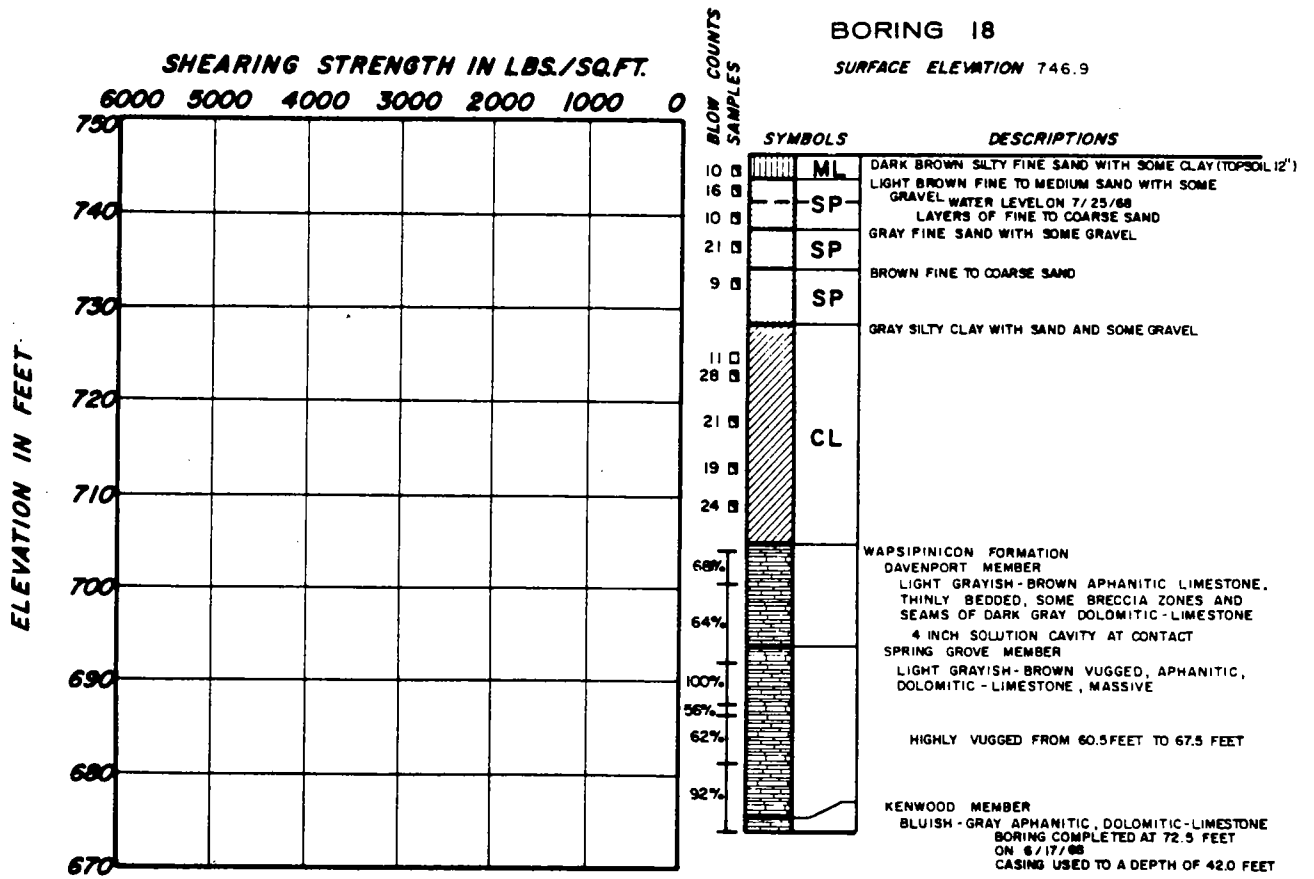 BORING 18
SURFACE ELEVATION 746.9
SHEARING STRENGTH IN LBS./SQ.FT.
6000 5000 4000 3000 2000 1000 0
BLOW COUNTS
SAMPLES
SYMBOLS
DESCRIPTIONS
ELEVATION IN FEET
750
740
730
720
710
700
690
680
670
10
16
10
21
9
11
28
21
19
24
68%
64%
100%
56%
62%
92%
ML
SP
SP
SP
CL
DARK BROWN SILTY FINE SAND WITH SOME CLAY (TOPSOIL 12")
LIGHT BROWN FINE TO MEDIUM SAND WITH SOME
GRAVEL WATER LEVEL ON 7/25/68
LAYERS OF FINE TO COARSE SAND
GRAY FINE SAND WITH SOME GRAVEL
BROWN FINE TO COARSE SAND
GRAY SILTY CLAY WITH SAND AND SOME GRAVEL
WAPSIPINICON FORMATION
DAVENPORT MEMBER
LIGHT GRAYISH-BROWN APHANITIC LIMESTONE,
THINLY BEDDED, SOME BRECCIA ZONES AND
SEAMS OF DARK GRAY DOLOMITIC-LIMESTONE
4 INCH SOLUTION CAVITY AT CONTACT
SPRING GROVE MEMBER
LIGHT GRAYISH-BROWN VUGGED, APHANITIC,
DOLOMITIC-LIMESTONE, MASSIVE
HIGHLY VUGGED FROM 60.5 FEET TO 67.5 FEET
KENWOOD MEMBER
BLUISH-GRAY APHANITIC, DOLOMITIC-LIMESTONE
BORING COMPLETED AT 72.5 FEET
ON 6/17/68
CASING USED TO A DEPTH OF 42.0 FEET